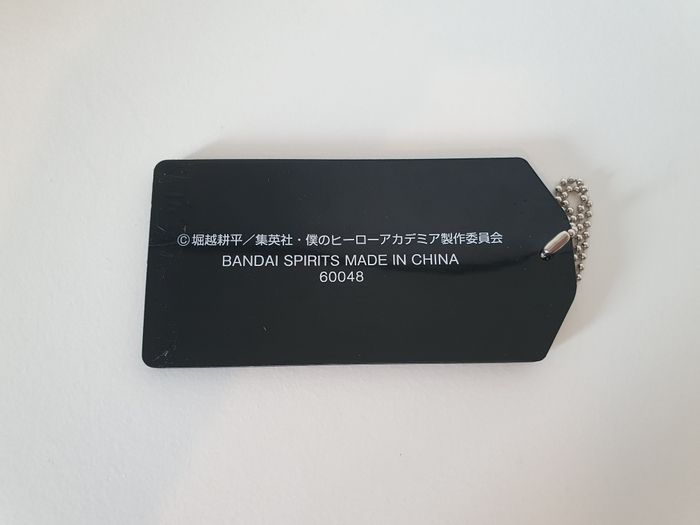 ©堀越耕平／集英社・僕のヒーローアカデミア製作委員会
BANDAI SPIRITS MADE IN CHINA
60048